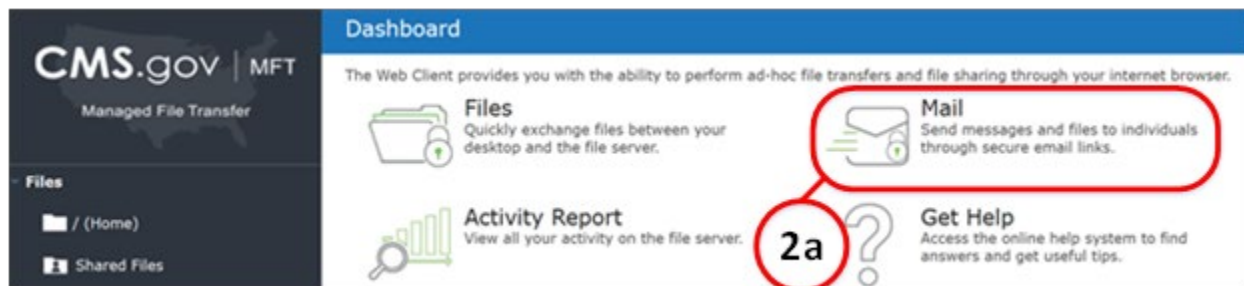 CMS.gov | MFT
Managed File Transfer
Files
/ (Home)
Shared Files
Dashboard
The Web Client provides you with the ability to perform ad-hoc file transfers and file sharing through your internet browser.
Files
Quickly exchange files between your
desktop and the file server.
Mail
Send messages and files to individuals
through secure email links.
Activity Report
View all your activity on the file server.
2a
Get Help
Access the online help system to find
answers and get useful tips.